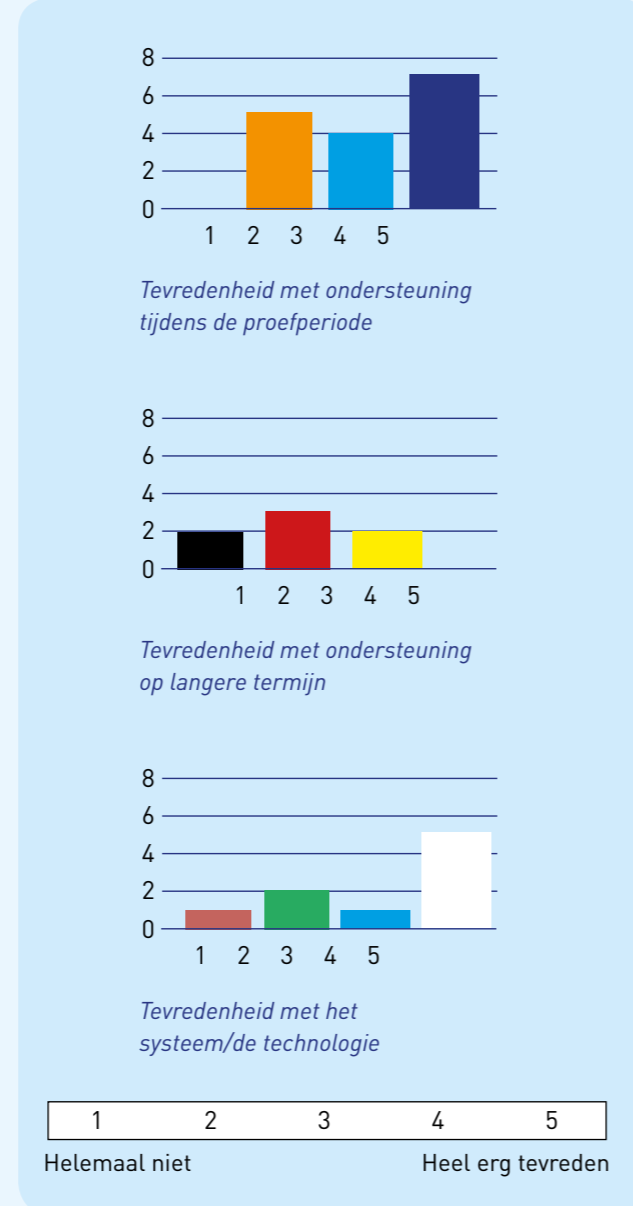 8
6
4
2
0
1 2 3 4 5
Tevredenheid met ondersteuning
tijdens de proefperiode
8
6
4
2
0
1 2 3 4 5
Tevredenheid met ondersteuning
op langere termijn
8
6
4
2
0
1 2 3 4 5
Tevredenheid met het
systeem/de technologie
1 2 3 4 5
Helemaal niet Heel erg tevreden